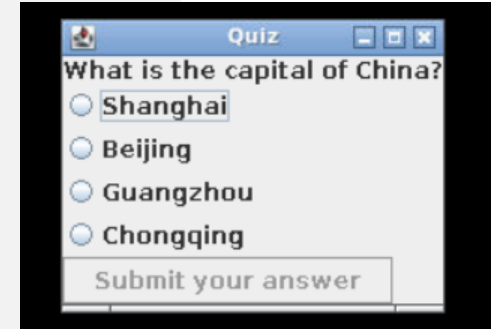 Quiz
What is the capital of China?
Shanghai
Beijing
Guangzhou
Chongqing
Submit your answer